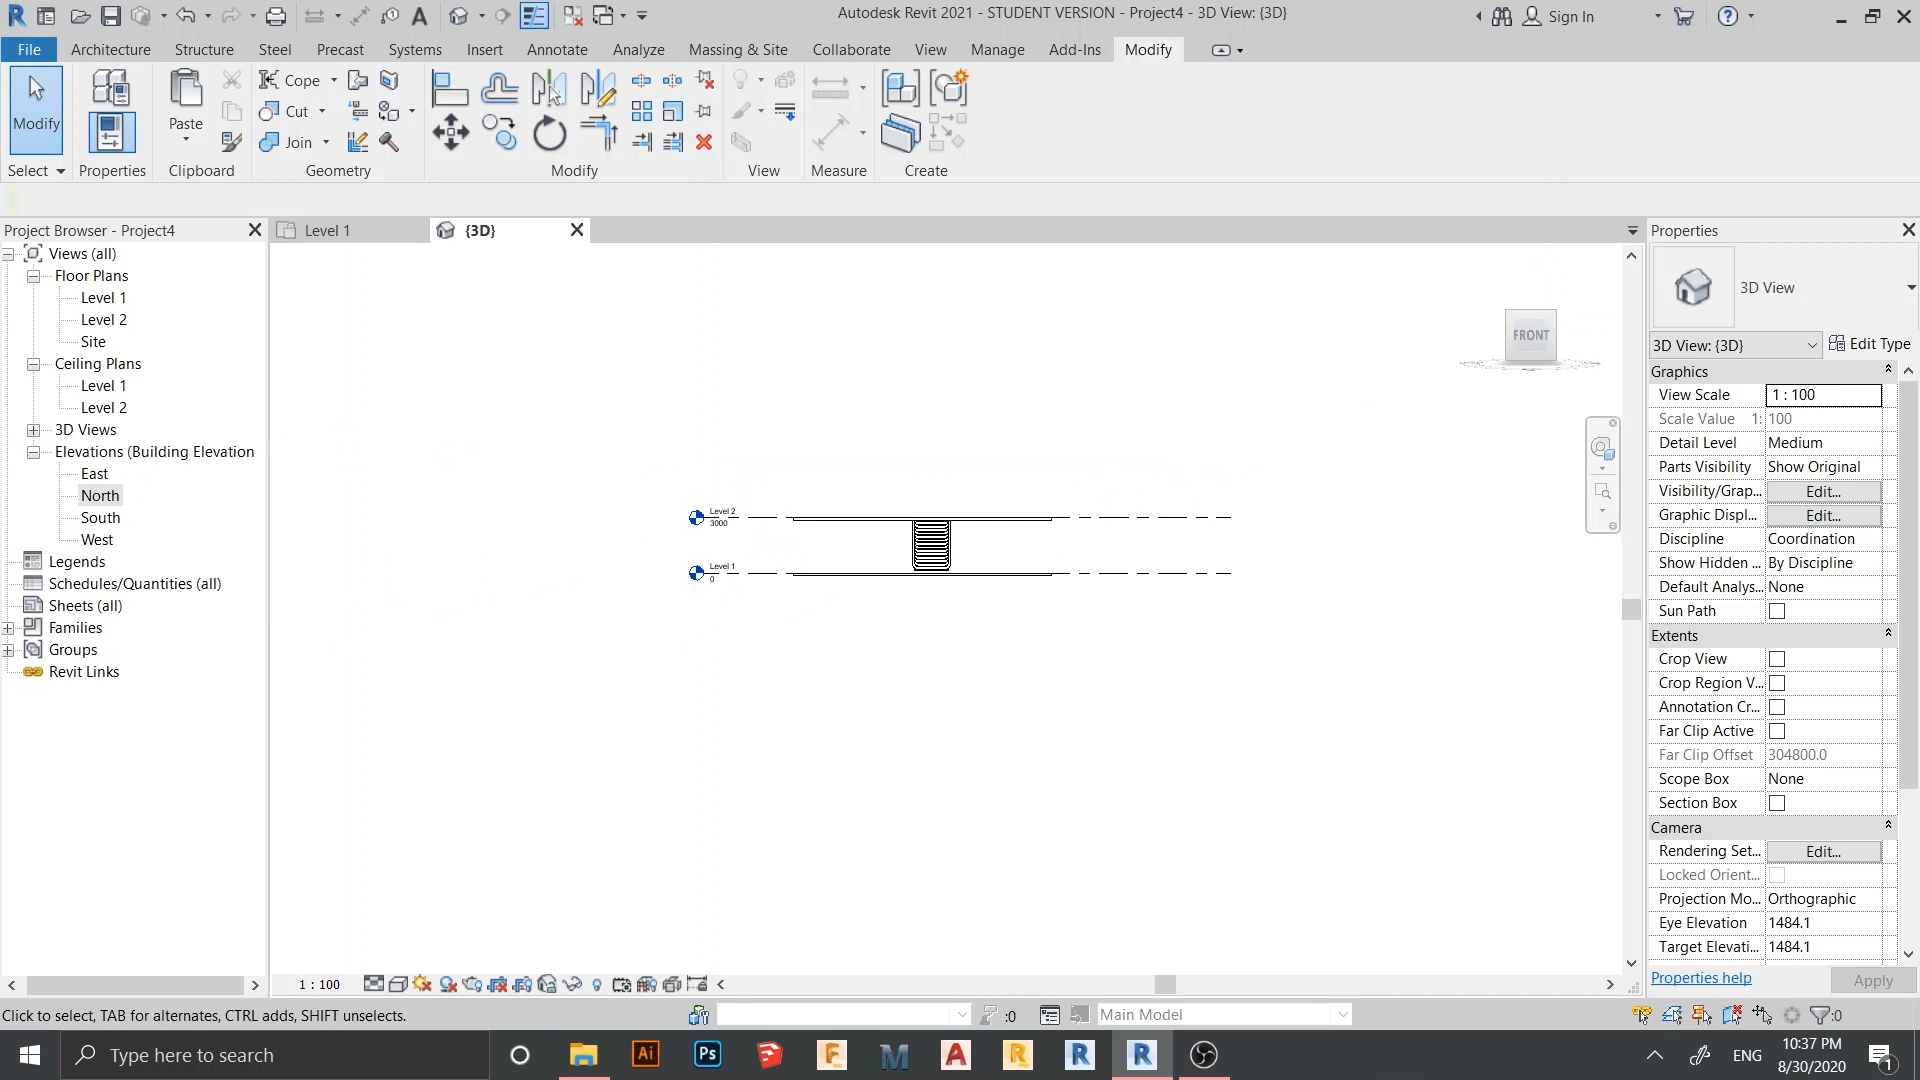 Autodesk Revit 2021 - STUDENT VERSION - Project4 - 3D View: {3D}
Sign In
File Architecture Structure Steel Precast Systems Insert Annotate Analyze Massing & Site Collaborate View Manage Add-Ins Modify
Modify
Paste
Cope
Cut
Join
Select Properties Clipboard Geometry Modify View Measure Create
Project Browser - Project4
Level 1
{3D}
Properties
Views (all)
Floor Plans
Level 1
Level 2
Site
Ceiling Plans
Level 1
Level 2
3D Views
Elevations (Building Elevation
East
North
South
West
Legends
Schedules/Quantities (all)
Sheets (all)
Families
Groups
Revit Links
FRONT
Level 2
3000
Level 1
0
3D View
3D View: {3D} Edit Type
Graphics
View Scale 1 : 100
Scale Value 1: 100
Detail Level Medium
Parts Visibility Show Original
Visibility/Grap... Edit...
Graphic Displ... Edit...
Discipline Coordination
Show Hidden ... By Discipline
Default Analys... None
Sun Path
Extents
Crop View
Crop Region V...
Annotation Cr...
Far Clip Active
Far Clip Offset 304800.0
Scope Box None
Section Box
Camera
Rendering Set... Edit...
Locked Orient...
Projection Mo... Orthographic
Eye Elevation 1484.1
Target Elevati... 1484.1
Properties help Apply
1 : 100
Click to select, TAB for alternates, CTRL adds, SHIFT unselects.
:0
Main Model
:0
Type here to search
Ai
Ps
ENG
10:37 PM
8/30/2020
1